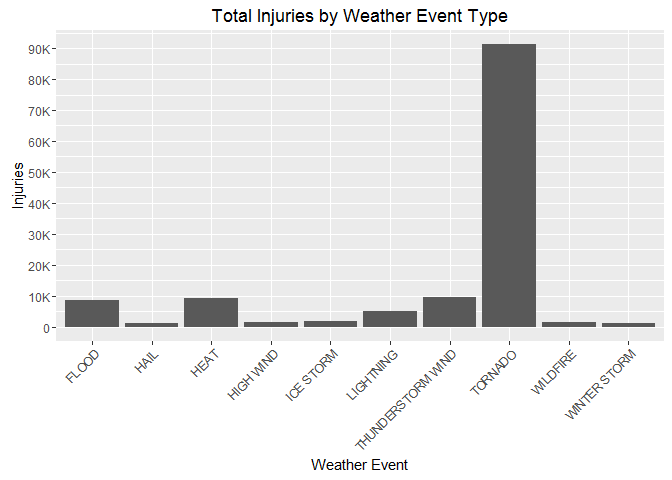 Total Injuries by Weather Event Type
Injuries
90K
80K
70K
60K
50K
40K
30K
20K
10K
0
FLOOD
HAIL
HEAT
HIGH WIND
ICE STORM
LIGHTNING
THUNDERSTORM WIND
TORNADO
WILDFIRE
WINTER STORM
Weather Event